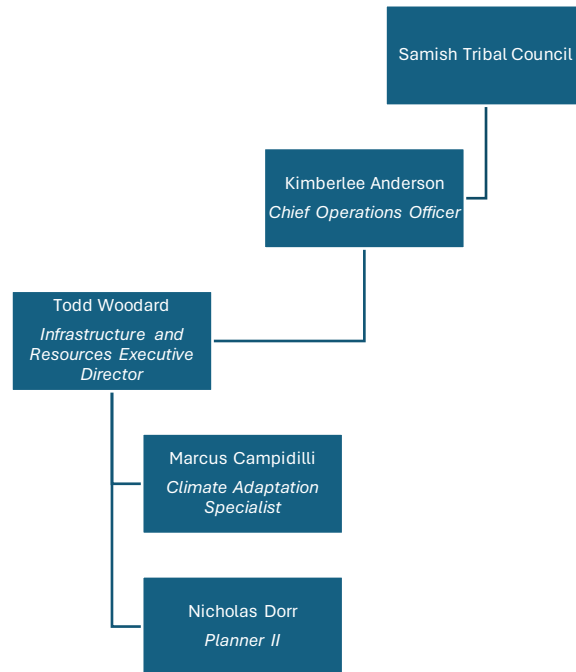 Samish Tribal Council
Kimberlee Anderson
Chief Operations Officer
Todd Woodard
Infrastructure and
Resources Executive
Director
Marcus Campidilli
Climate Adaptation
Specialist
Nicholas Dorr
Planner II